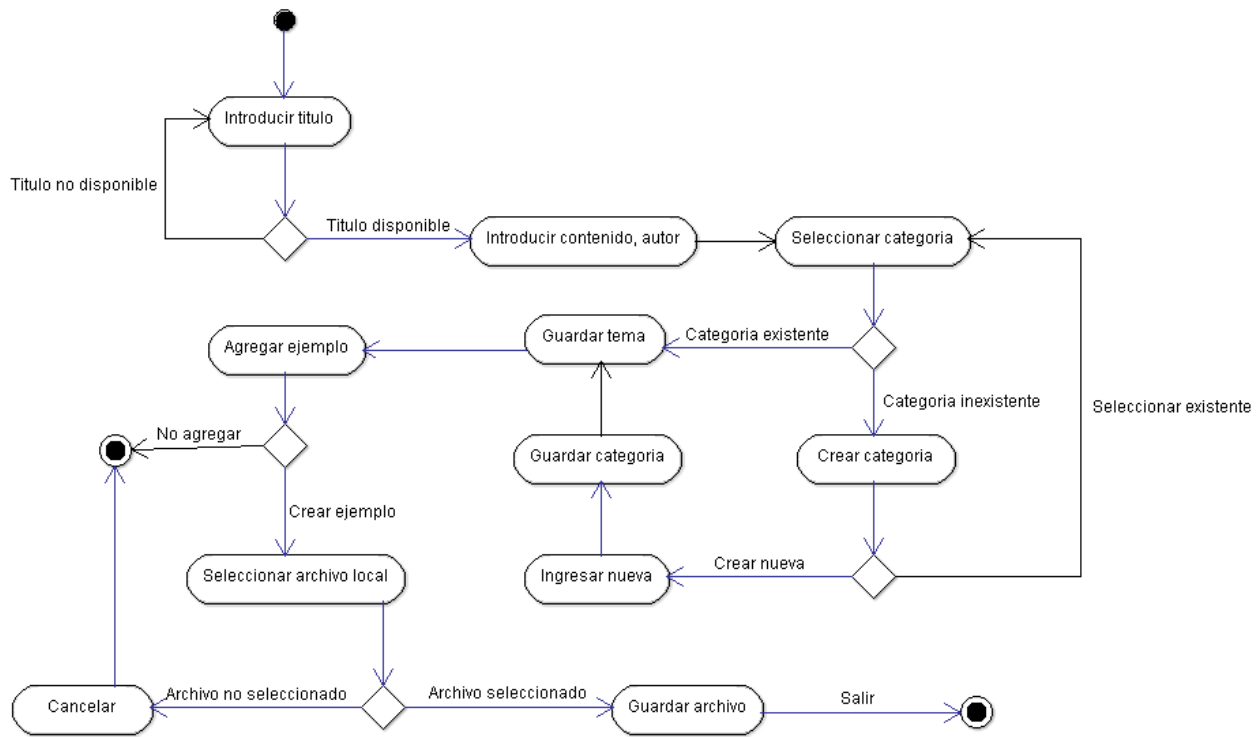 Introducir titulo
Titulo no disponible
Titulo disponible
Introducir contenido, autor
Seleccionar categoria
Categoria existente
Guardar tema
Agregar ejemplo
Categoria inexistente
Seleccionar existente
No agregar
Guardar categoria
Crear categoria
Crear ejemplo
Crear nueva
Ingresar nueva
Seleccionar archivo local
Archivo no seleccionado
Archivo seleccionado
Cancelar
Guardar archivo
Salir